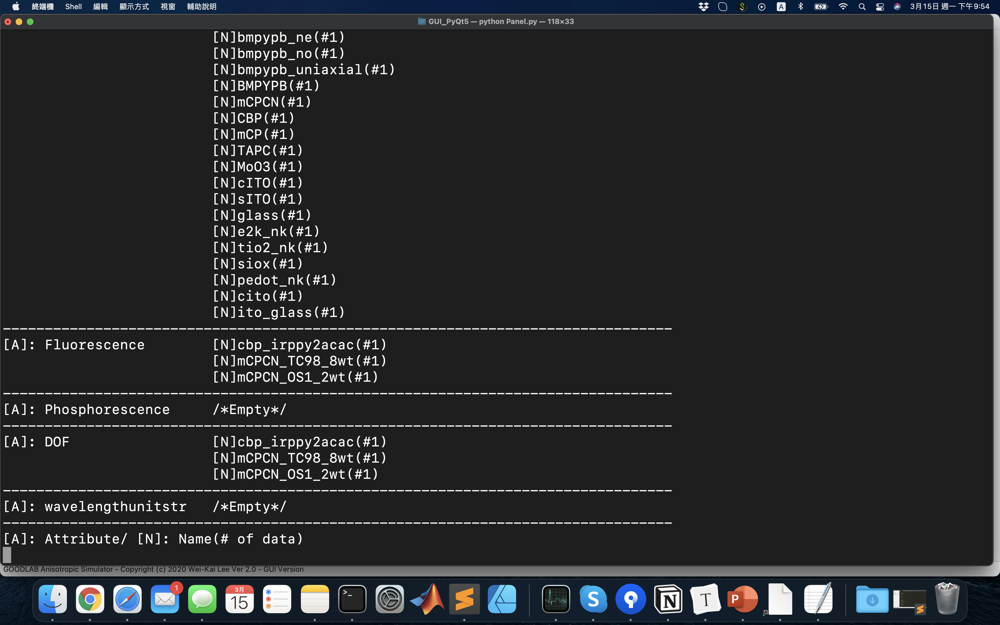 終端機 Shell 編輯 顯示方式 視窗 輔助說明 A 3月15日 週一 下午9:54
GUI_PyQt5 — python Panel.py — 118×33
[N]bmpypb_ne(#1)
[N]bmpypb_no(#1)
[N]bmpypb_uniaxial(#1)
[N]BMPYPB(#1)
[N]mCPCN(#1)
[N]CBP(#1)
[N]mCP(#1)
[N]TAPC(#1)
[N]MoO3(#1)
[N]cITO(#1)
[N]sITO(#1)
[N]glass(#1)
[N]e2k_nk(#1)
[N]tio2_nk(#1)
[N]siox(#1)
[N]pedot_nk(#1)
[N]cito(#1)
[N]ito_glass(#1)
--------------------------------------------------------------------------------
[A]: Fluorescence [N]cbp_irppy2acac(#1)
[N]mCPCN_TC98_8wt(#1)
[N]mCPCN_OS1_2wt(#1)
--------------------------------------------------------------------------------
[A]: Phosphorescence /*Empty*/
--------------------------------------------------------------------------------
[A]: DOF [N]cbp_irppy2acac(#1)
[N]mCPCN_TC98_8wt(#1)
[N]mCPCN_OS1_2wt(#1)
--------------------------------------------------------------------------------
[A]: wavelengthunitstr /*Empty*/
--------------------------------------------------------------------------------
[A]: Attribute/ [N]: Name(# of data)
GOODLAB Anisotropic Simulator - Copyright (c) 2020 Wei-Kai Lee Ver 2.0 - GUI Version
1
3月
15
>_
S
N
T
P